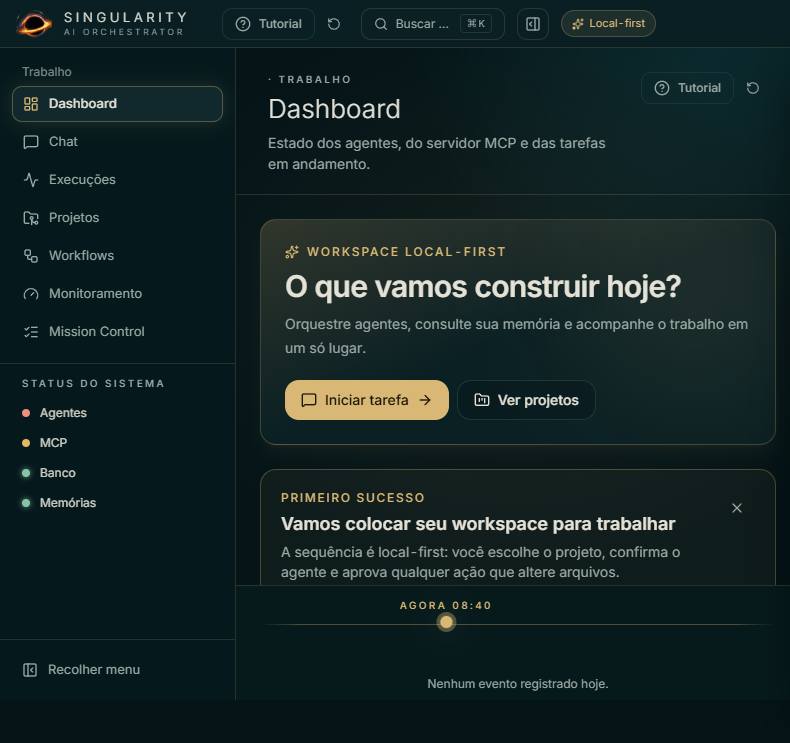 SINGULARITY
AI ORCHESTRATOR
Tutorial
Buscar ...
⌘K
Local-first
Trabalho
Dashboard
Chat
Execuções
Projetos
Workflows
Monitoramento
Mission Control
STATUS DO SISTEMA
Agentes
MCP
Banco
Memórias
Recolher menu
· TRABALHO
Dashboard
Estado dos agentes, do servidor MCP e das tarefas
em andamento.
Tutorial
WORKSPACE LOCAL-FIRST
O que vamos construir hoje?
Orquestre agentes, consulte sua memória e acompanhe o trabalho em
um só lugar.
Iniciar tarefa
Ver projetos
PRIMEIRO SUCESSO
Vamos colocar seu workspace para trabalhar
A sequência é local-first: você escolhe o projeto, confirma o
agente e aprova qualquer ação que altere arquivos.
AGORA 08:40
Nenhum evento registrado hoje.